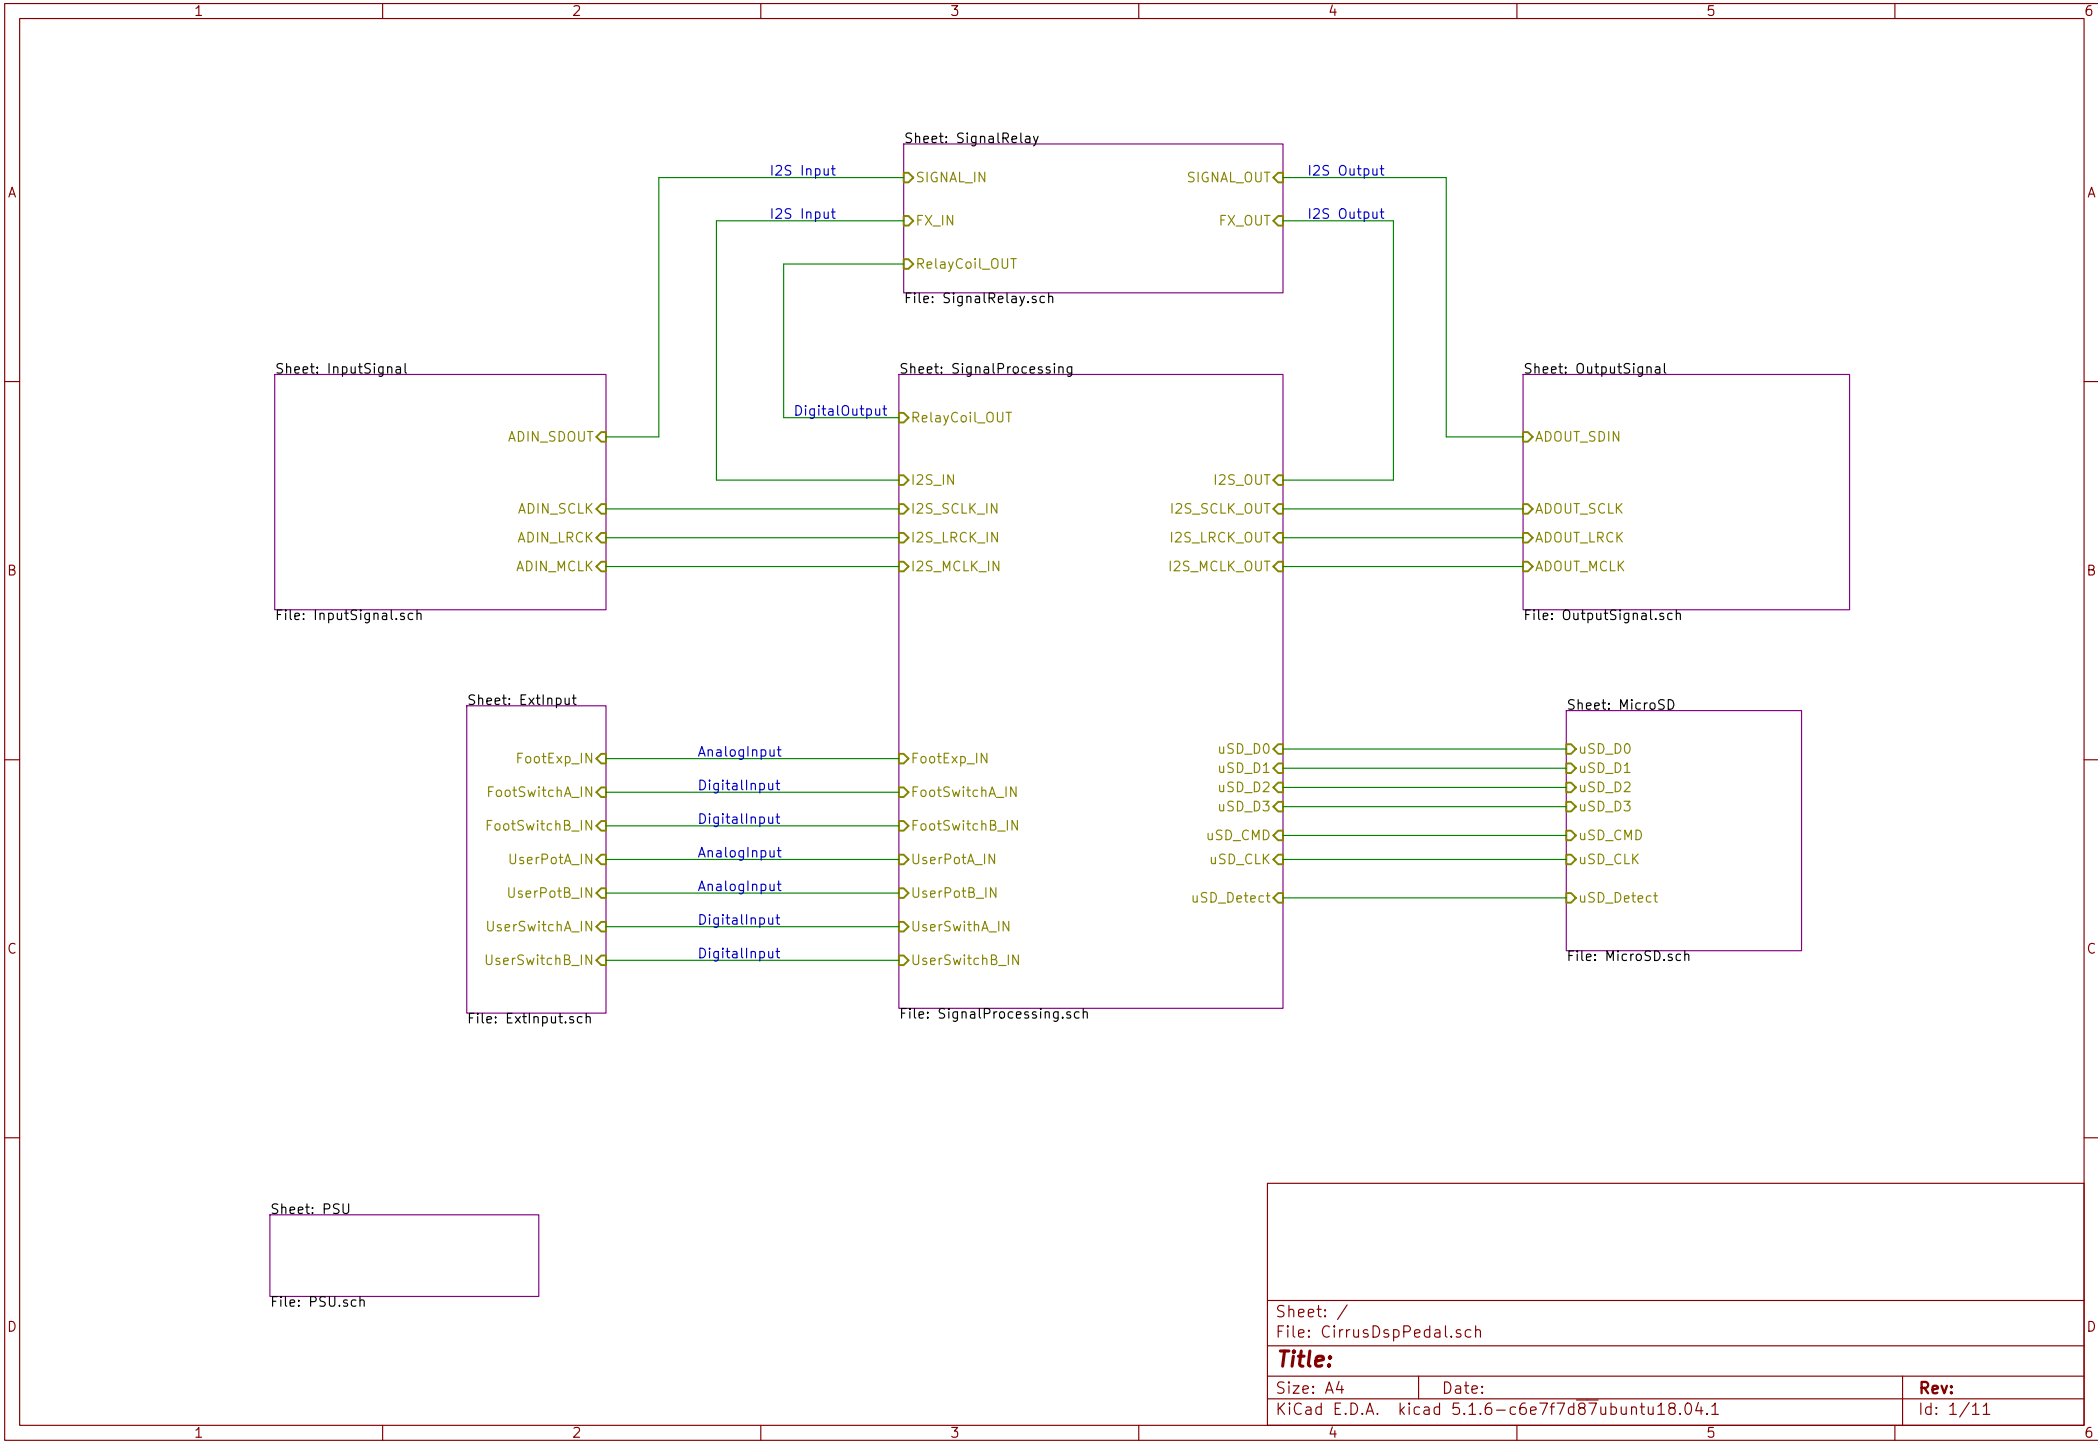 1 2 3 4 5 6
A A
B B
C C
D D
Sheet: SignalRelay
I2S Input
SIGNAL_IN
SIGNAL_OUT
I2S Output
I2S Input
FX_IN
FX_OUT
I2S Output
RelayCoil_OUT
File: SignalRelay.sch
Sheet: InputSignal
ADIN_SDOUT
ADIN_SCLK
ADIN_LRCK
ADIN_MCLK
File: InputSignal.sch
Sheet: SignalProcessing
DigitalOutput
RelayCoil_OUT
I2S_IN
I2S_SCLK_IN
I2S_LRCK_IN
I2S_MCLK_IN
I2S_OUT
I2S_SCLK_OUT
I2S_LRCK_OUT
I2S_MCLK_OUT
Sheet: OutputSignal
ADOUT_SDIN
ADOUT_SCLK
ADOUT_LRCK
ADOUT_MCLK
File: OutputSignal.sch
Sheet: ExtInput
FootExp_IN
FootSwitchA_IN
FootSwitchB_IN
UserPotA_IN
UserPotB_IN
UserSwitchA_IN
UserSwitchB_IN
File: ExtInput.sch
AnalogInput
DigitalInput
DigitalInput
AnalogInput
AnalogInput
DigitalInput
DigitalInput
FootExp_IN
FootSwitchA_IN
FootSwitchB_IN
UserPotA_IN
UserPotB_IN
UserSwithA_IN
UserSwitchB_IN
uSD_D0
uSD_D1
uSD_D2
uSD_D3
uSD_CMD
uSD_CLK
uSD_Detect
File: SignalProcessing.sch
Sheet: MicroSD
uSD_D0
uSD_D1
uSD_D2
uSD_D3
uSD_CMD
uSD_CLK
uSD_Detect
File: MicroSD.sch
Sheet: PSU
File: PSU.sch
Sheet: /
File: CirrusDspPedal.sch
Title:
Size: A4 Date: Rev:
KiCad E.D.A. kicad 5.1.6-c6e7f7d87ubuntu18.04.1 Id: 1/11
1 2 3 4 5 6